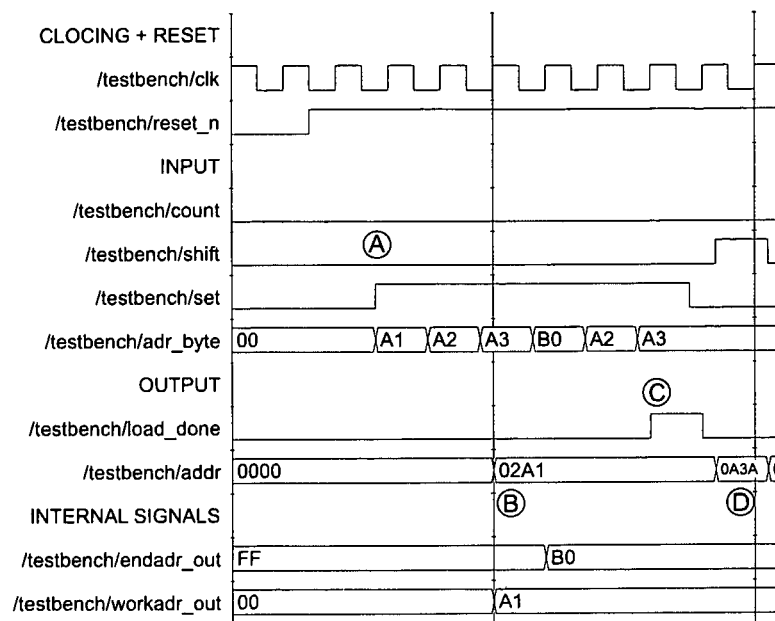 CLOCING + RESET
/testbench/clk
/testbench/reset_n
INPUT
/testbench/count
A
/testbench/shift
/testbench/set
/testbench/adr_byte 00 A1 A2 A3 B0 A2 A3
OUTPUT
C
/testbench/load_done
/testbench/addr 0000 02A1 0A3A
INTERNAL SIGNALS B D
/testbench/endadr_out FF B0
/testbench/workadr_out 00 A1